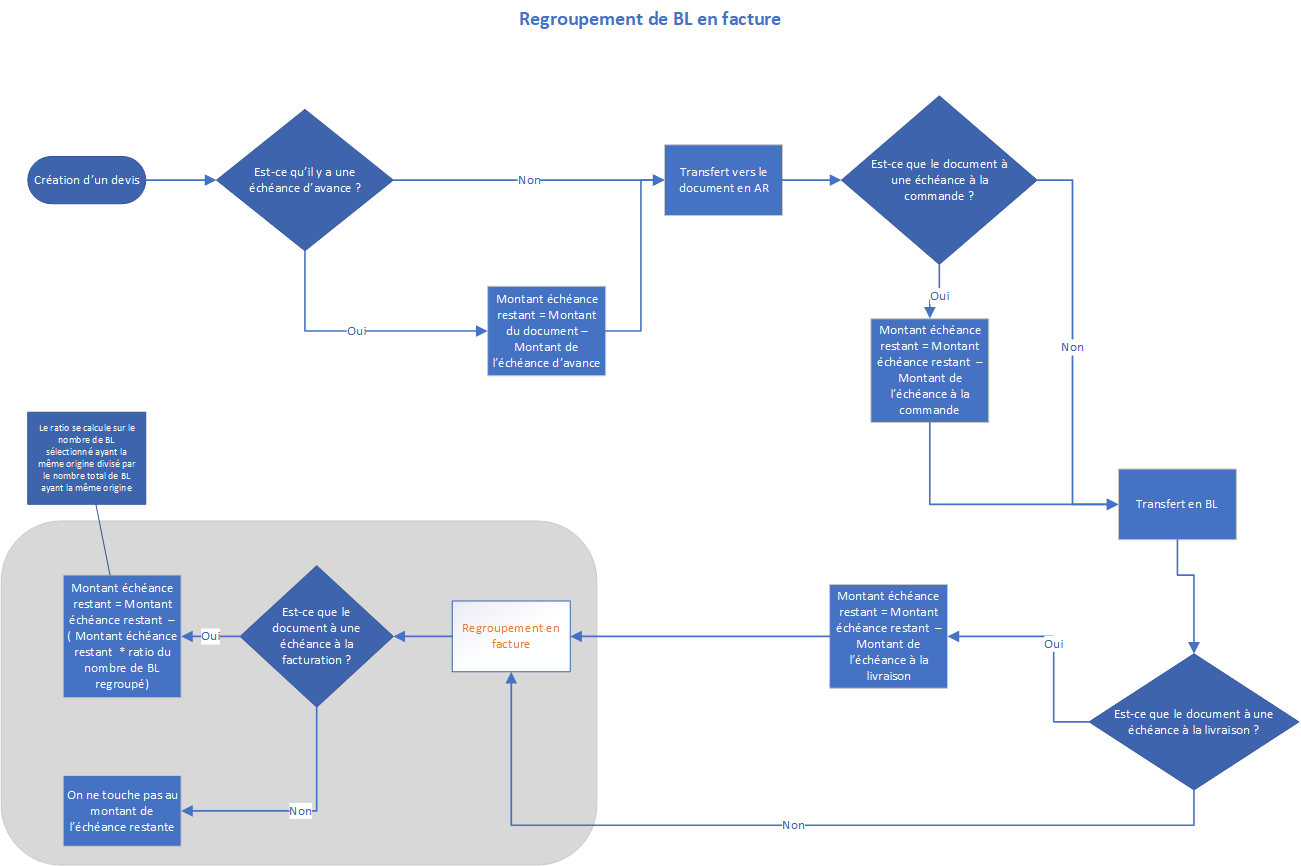 Regroupement de BL en facture
Création d'un devis
Est-ce qu'il y a une
échéance d'avance ?
Non
Oui
Montant échéance
restant = Montant
du document –
Montant de
l'échéance d'avance
Transfert vers le
document en AR
Est-ce que le document à
une échéance à la
commande ?
Oui
Non
Montant échéance
restant = Montant
échéance restant –
Montant de
l'échéance à la
commande
Transfert en BL
Est-ce que le document à une
échéance à la livraison ?
Oui
Non
Montant échéance
restant = Montant
échéance restant –
Montant de
l'échéance à la
livraison
Regroupement en
facture
Est-ce que le
document à une
échéance à la
facturation ?
Oui
Non
Montant échéance
restant = Montant
échéance restant –
( Montant échéance
restant * ratio du
nombre de BL
regroupé)
Le ratio se calcule sur le
nombre de BL
sélectionné ayant la
même origine divisé par
le nombre total de BL
ayant la même origine
On ne touche pas au
montant de
l'échéance restante